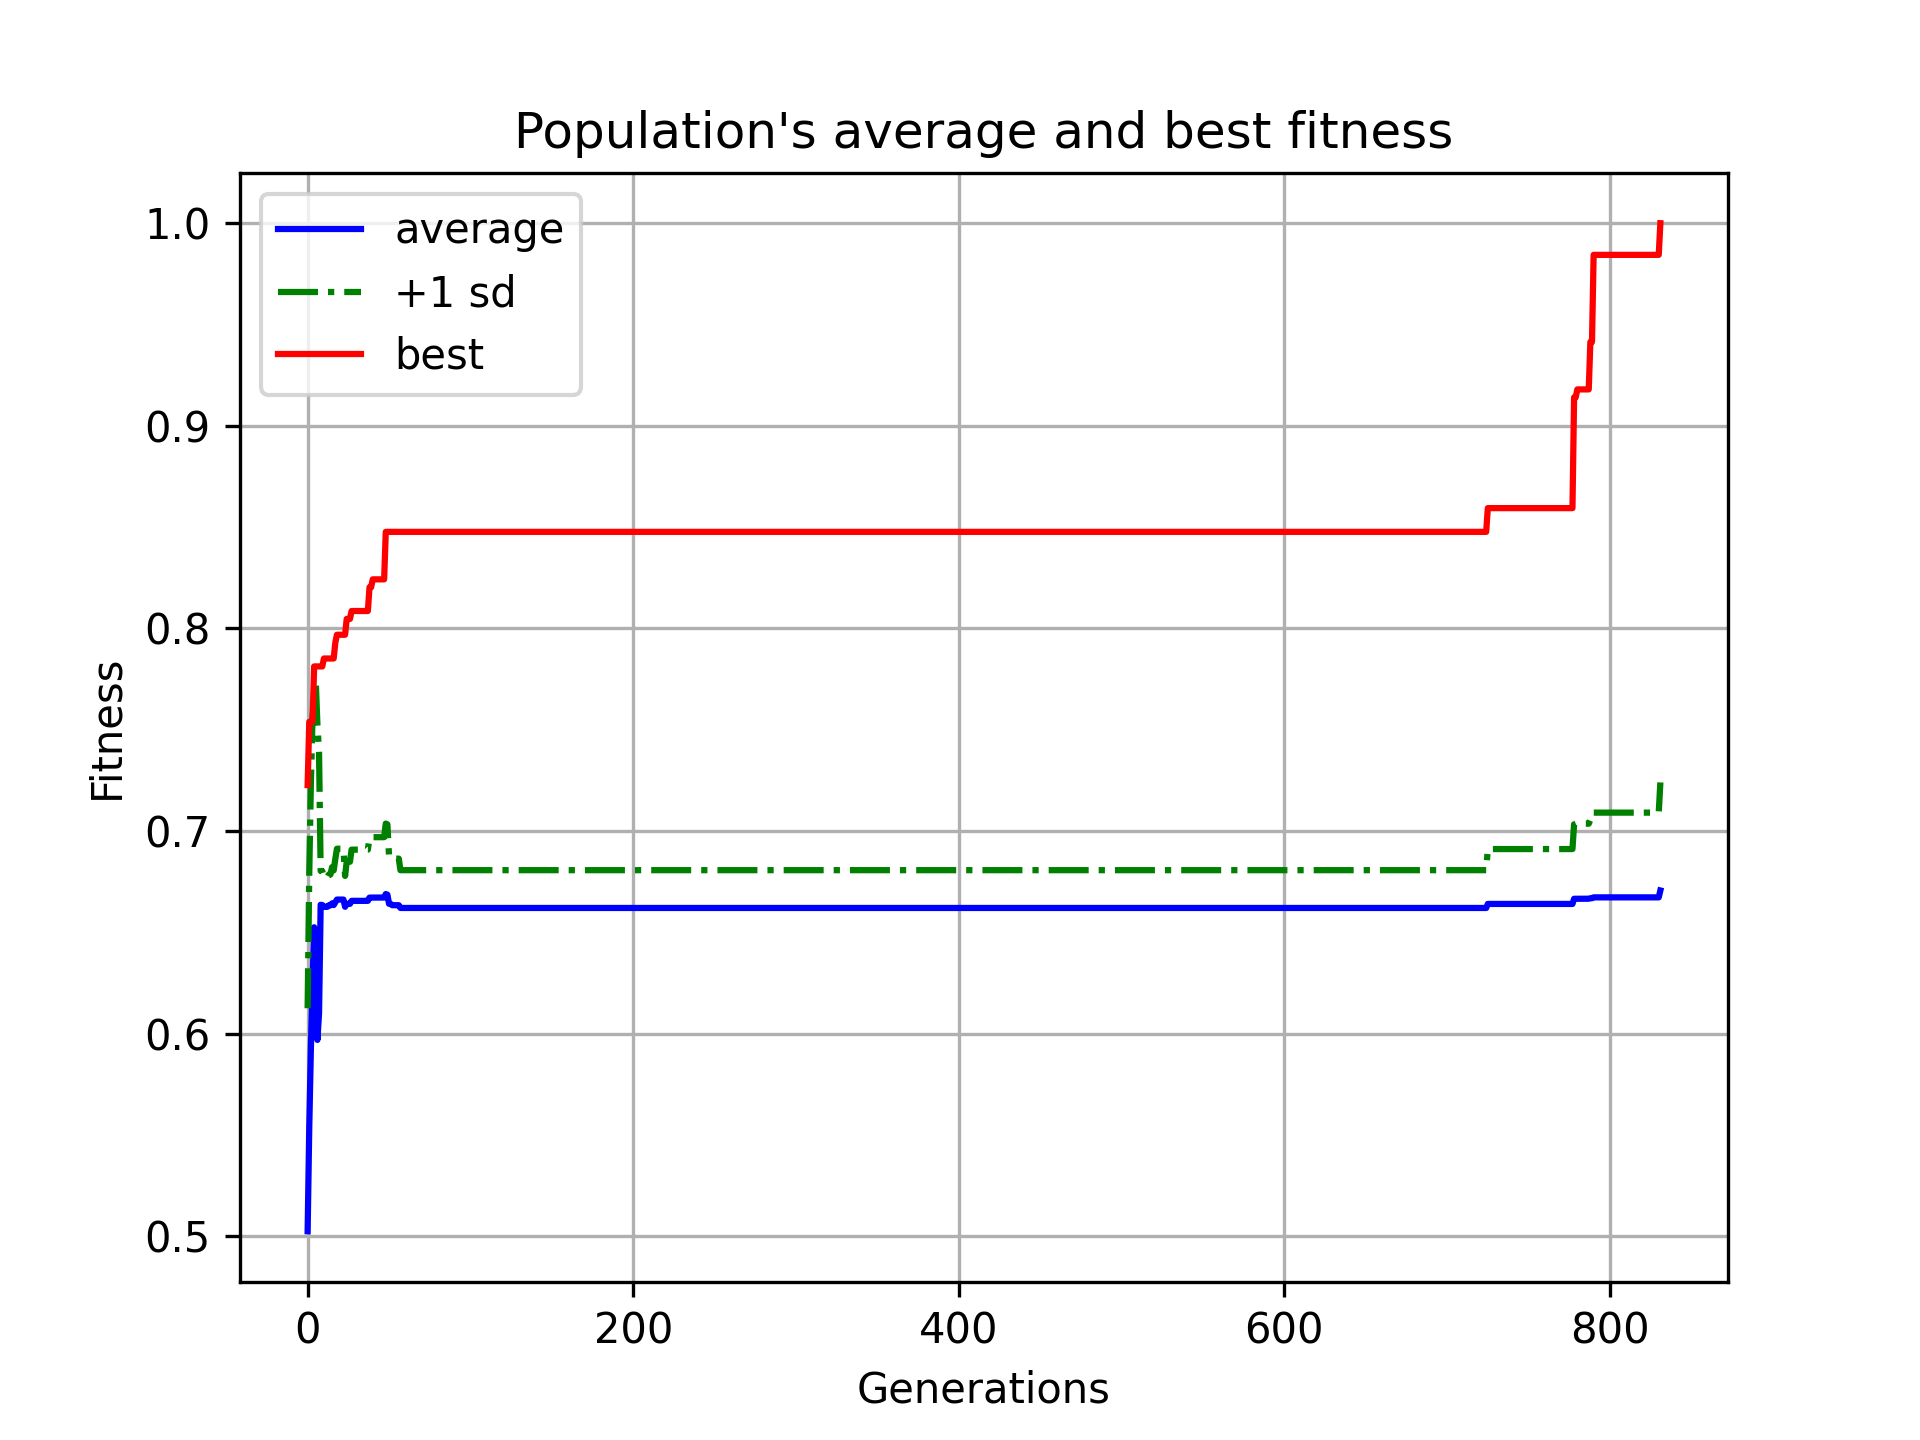 Population's average and best fitness
average
+1 sd
best
1.0
0.9
0.8
0.7
0.6
0.5
Fitness
0 200 400 600 800
Generations